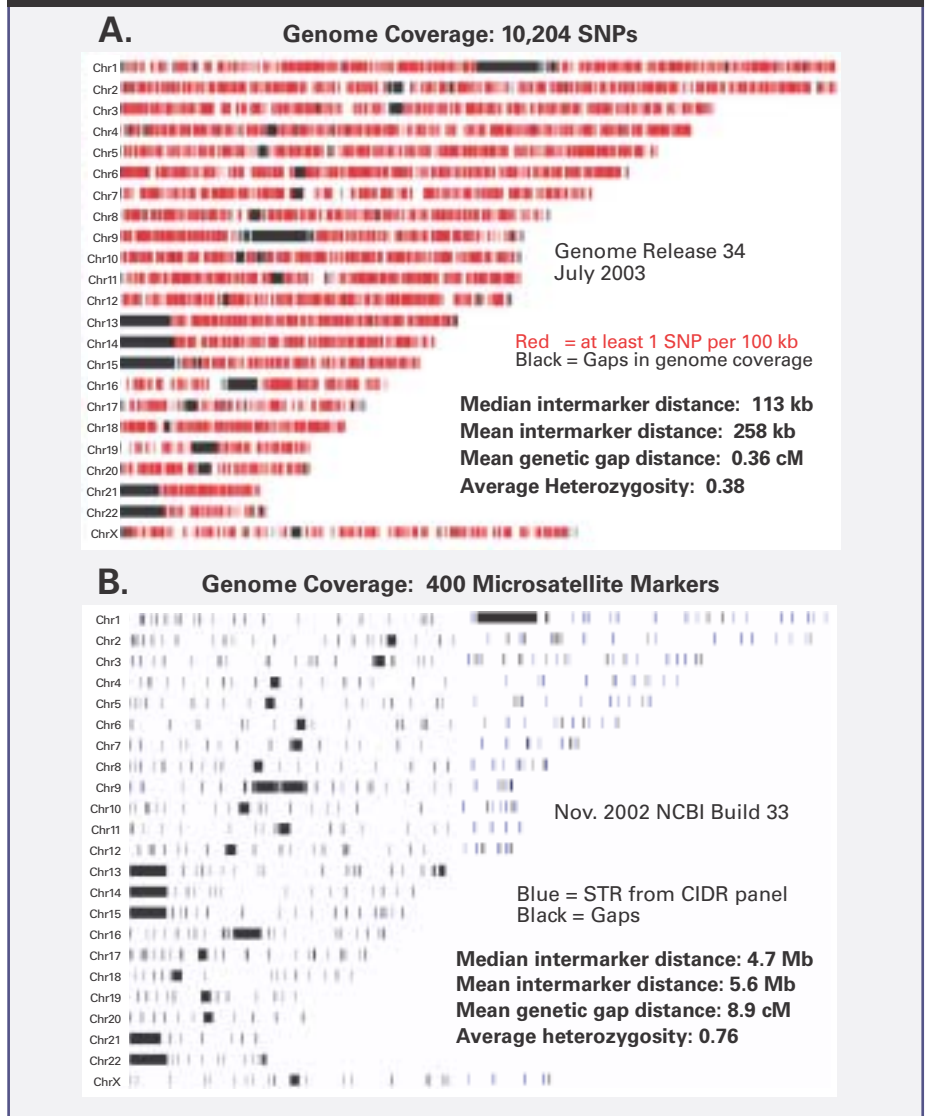 A.
Genome Coverage: 10,204 SNPs
Chr1
Chr2
Chr3
Chr4
Chr5
Chr6
Chr7
Chr8
Chr9
Chr10
Chr11
Chr12
Chr13
Chr14
Chr15
Chr16
Chr17
Chr18
Chr19
Chr20
Chr21
Chr22
ChrX
Genome Release 34
July 2003
Red = at least 1 SNP per 100 kb
Black = Gaps in genome coverage
Median intermarker distance: 113 kb
Mean intermarker distance: 258 kb
Mean genetic gap distance: 0.36 cM
Average Heterozygosity: 0.38
B.
Genome Coverage: 400 Microsatellite Markers
Chr1
Chr2
Chr3
Chr4
Chr5
Chr6
Chr7
Chr8
Chr9
Chr10
Chr11
Chr12
Chr13
Chr14
Chr15
Chr16
Chr17
Chr18
Chr19
Chr20
Chr21
Chr22
ChrX
Nov. 2002 NCBI Build 33
Blue = STR from CIDR panel
Black = Gaps
Median intermarker distance: 4.7 Mb
Mean intermarker distance: 5.6 Mb
Mean genetic gap distance: 8.9 cM
Average heterozygosity: 0.76